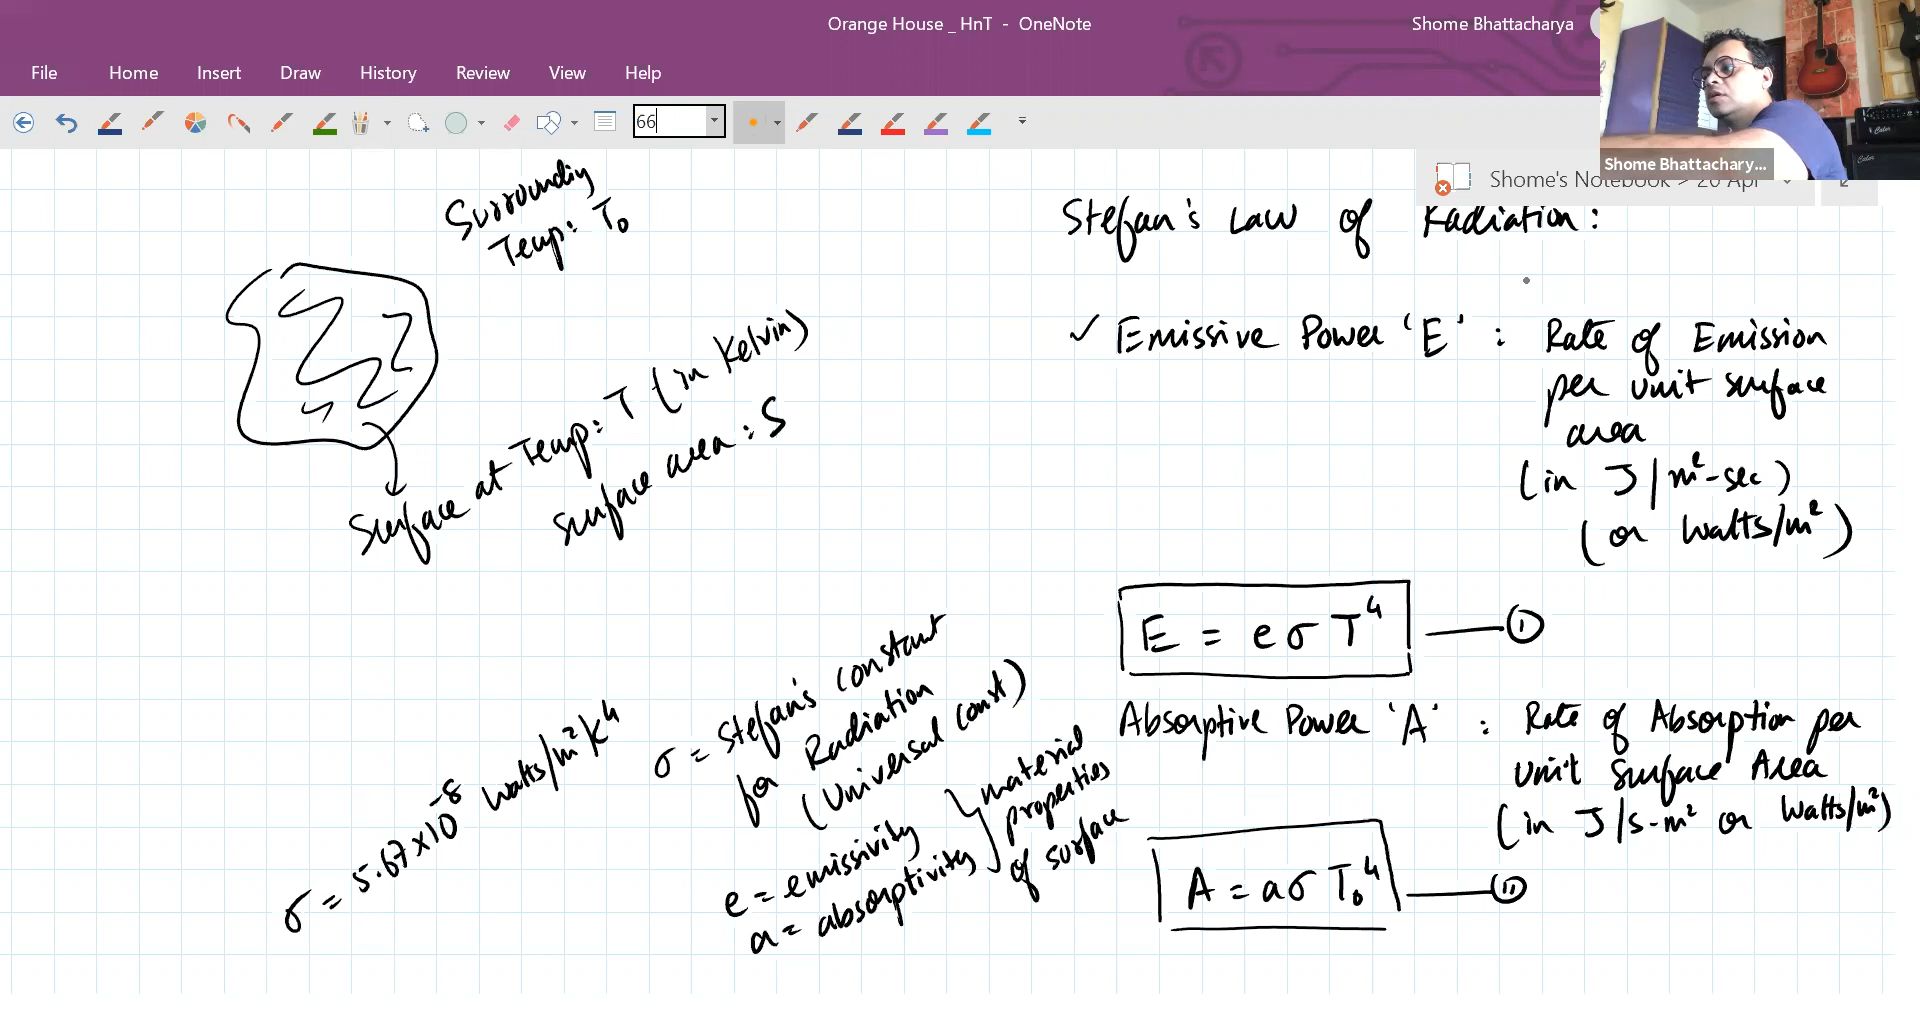 Orange House _ HnT - OneNote
Shome Bhattacharya
File Home Insert Draw History Review View Help
66
Shome Bhattachary...
Shome's Notebook > 20 Apr
Surrounding
Temp: T₀
Surface at Temp: T (in Kelvin)
Surface area: S
Stefan's Law of Radiation:
✓ Emissive Power 'E' : Rate of Emission
per unit surface
area
(in J/m²-sec)
(or Watts/m²)
E = eσT⁴ —①
σ = Stefan's constant
for Radiation
(Universal const)
e = emissivity
a = absorptivity
material
properties
of surface
σ = 5.67×10⁻⁸ Watts/m²K⁴
Absorptive Power 'A' : Rate of Absorption per
Unit Surface Area
(in J/s-m² or Watts/m²)
A = aσT₀⁴ —⑪